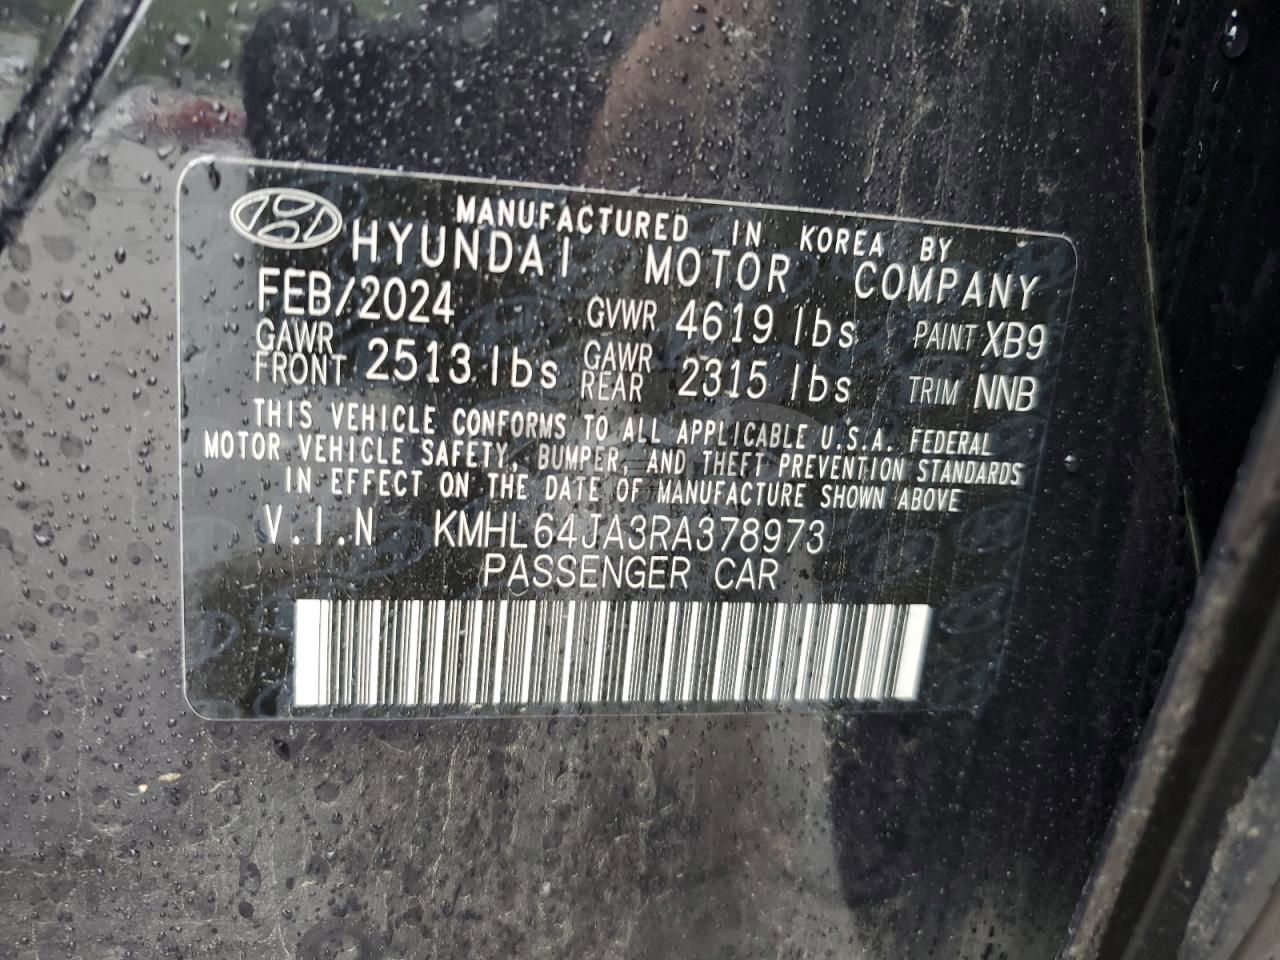 MANUFACTURED IN KOREA BY
HYUNDAI MOTOR COMPANY
FEB/2024 GVWR 4619 lbs PAINT XB9
GAWR FRONT 2513 lbs GAWR REAR 2315 lbs TRIM NNB
THIS VEHICLE CONFORMS TO ALL APPLICABLE U.S.A. FEDERAL
MOTOR VEHICLE SAFETY, BUMPER, AND THEFT PREVENTION STANDARDS
IN EFFECT ON THE DATE OF MANUFACTURE SHOWN ABOVE
V.I.N KMHL64JA3RA378973
PASSENGER CAR